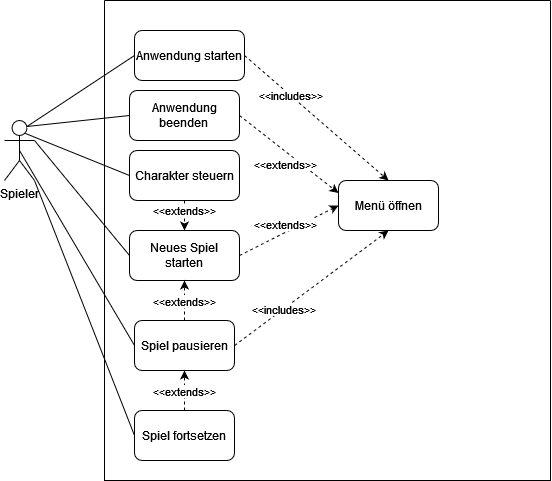 Anwendung starten
<<includes>>
Anwendung
beenden
<<extends>>
Charakter steuern
Spieler
<<extends>>
Menü öffnen
<<extends>>
Neues Spiel
starten
<<extends>>
<<includes>>
Spiel pausieren
<<extends>>
Spiel fortsetzen